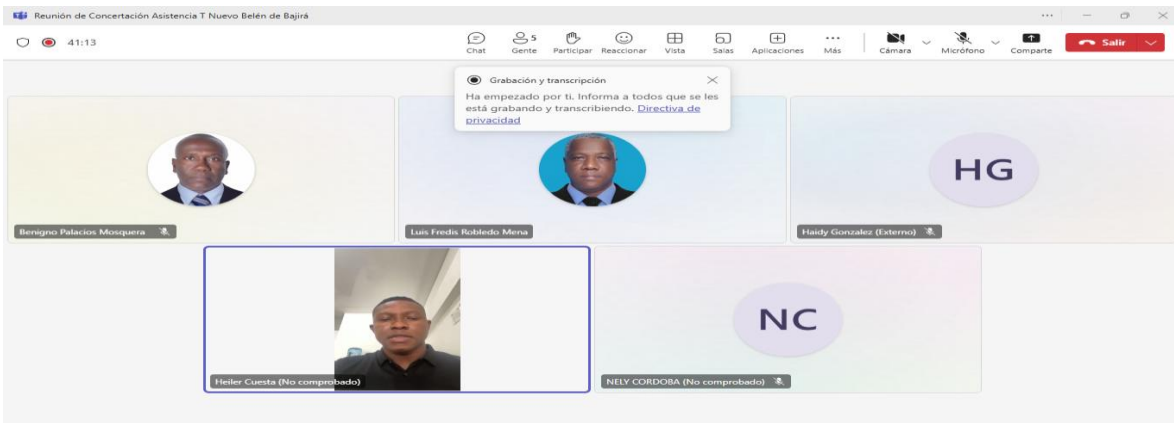 Reunión de Concertación Asistencia T Nuevo Belén de Bajirá
41:13
Chat
5
Gente
Participar
Reaccionar
Vista
Salas
Aplicaciones
Más
Cámara
Micrófono
Comparte
Salir
Grabación y transcripción
Ha empezado por ti. Informa a todos que se les
está grabando y transcribiendo. Directiva de
privacidad
HG
Benigno Palacios Mosquera
Luis Fredis Robledo Mena
Haidy Gonzalez (Externo)
NC
Heiler Cuesta (No comprobado)
NELY CORDOBA (No comprobado)